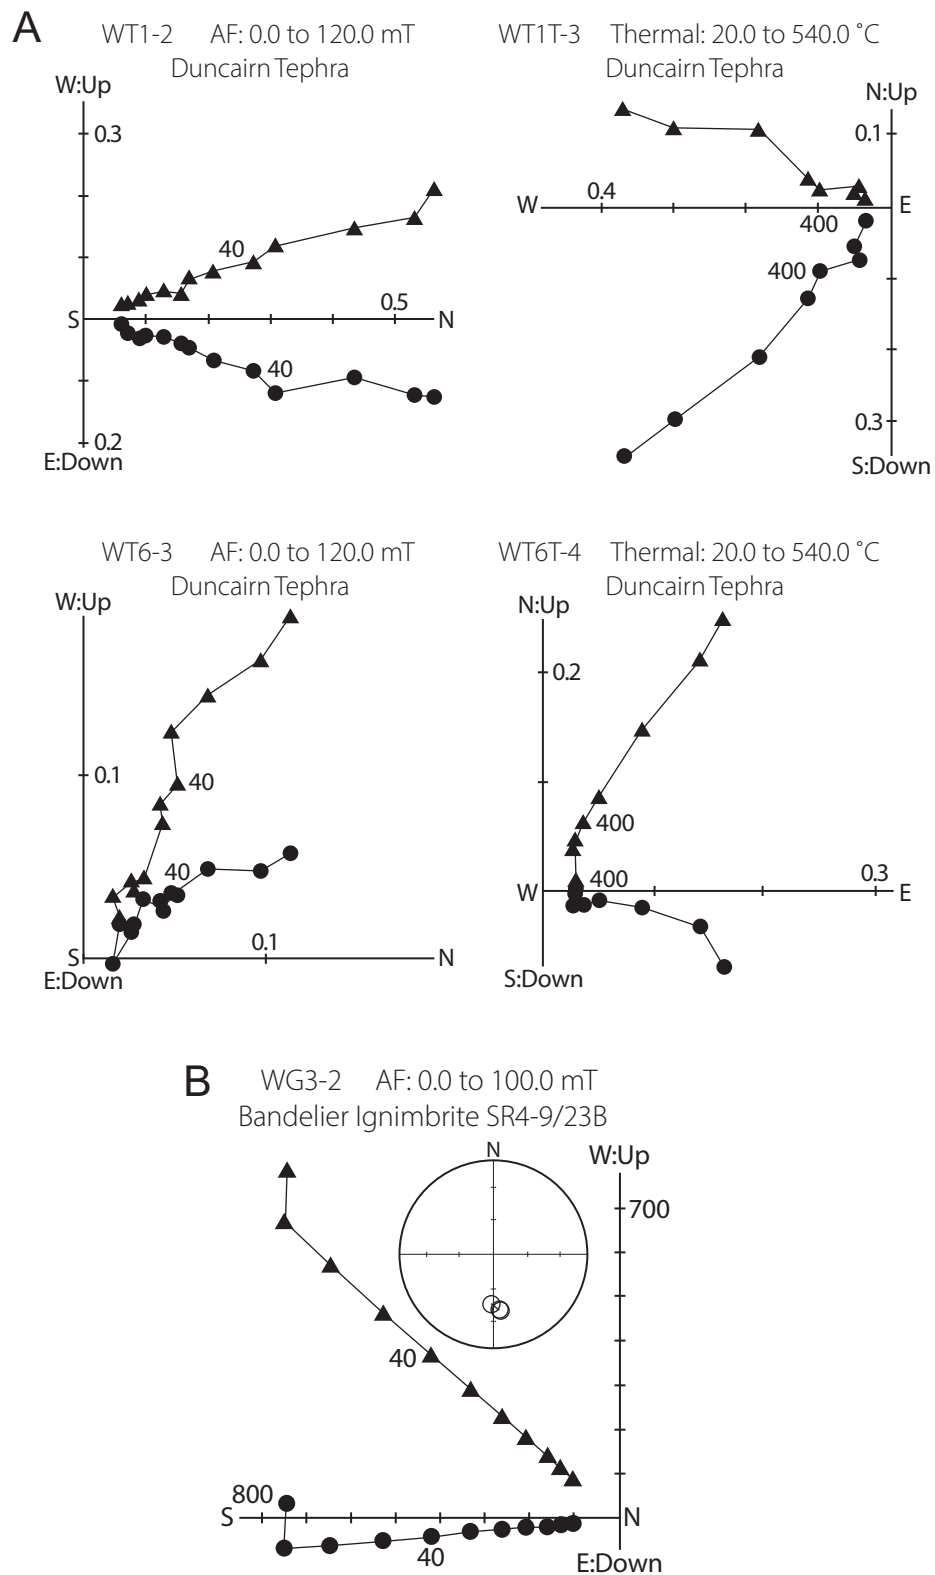 A
WT1-2 AF: 0.0 to 120.0 mT
Duncairn Tephra
W:Up
0.3
40
0.5
S
N
40
0.2
E:Down
WT1T-3 Thermal: 20.0 to 540.0 ˚C
Duncairn Tephra
N:Up
0.1
0.4
W
E
400
400
0.3
S:Down
WT6-3 AF: 0.0 to 120.0 mT
Duncairn Tephra
W:Up
0.1
40
40
0.1
S
N
E:Down
WT6T-4 Thermal: 20.0 to 540.0 ˚C
Duncairn Tephra
N:Up
0.2
400
400
0.3
W
E
S:Down
B
WG3-2 AF: 0.0 to 100.0 mT
Bandelier Ignimbrite SR4-9/23B
N
W:Up
700
40
800
S
N
40
E:Down